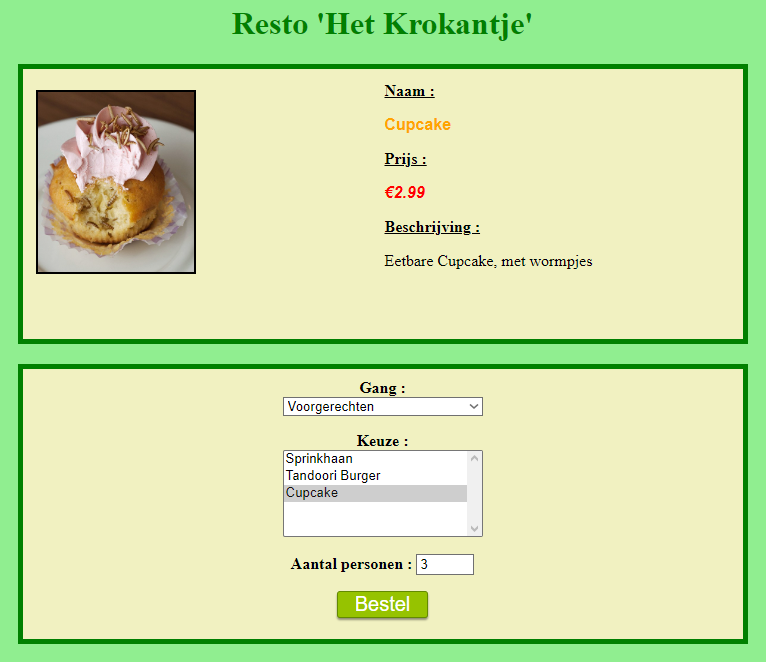 Resto 'Het Krokantje'
Naam :
Cupcake
Prijs :
€2.99
Beschrijving :
Eetbare Cupcake, met wormpjes
Gang :
Voorgerechten
Keuze :
Sprinkhaan
Tandoori Burger
Cupcake
Aantal personen : 3
Bestel